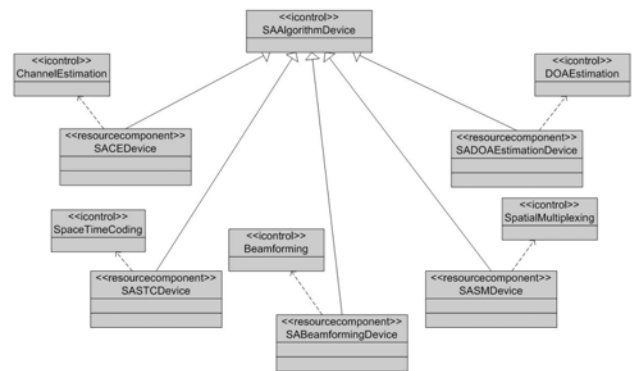 <<icontrol>>
SAAlgorithmDevice
<<icontrol>>
ChannelEstimation
<<icontrol>>
DOAEstimation
<<resourcecomponent>>
SACEDevice
<<resourcecomponent>>
SADOAEstimationDevice
<<icontrol>>
SpaceTimeCoding
<<icontrol>>
SpatialMultiplexing
<<icontrol>>
Beamforming
<<resourcecomponent>>
SASTCDevice
<<resourcecomponent>>
SASMDevice
<<resourcecomponent>>
SABeamformingDevice